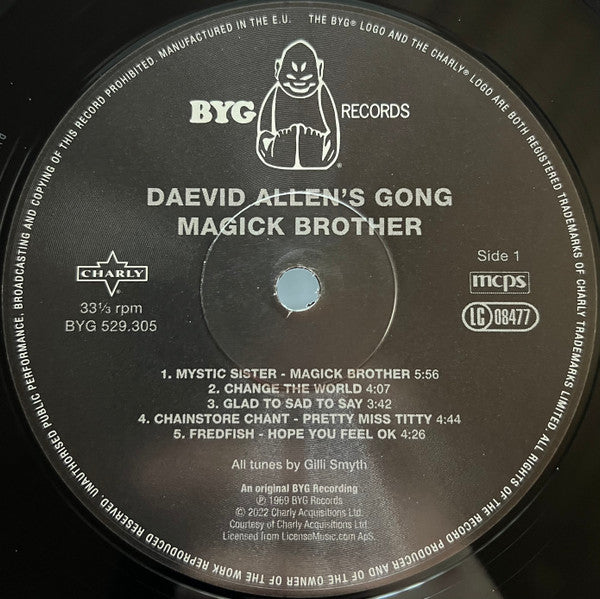 MANUFACTURED IN THE E.U. THE BYG® LOGO AND THE CHARLY® LOGO ARE BOTH REGISTERED TRADEMARKS OF CHARLY TRADEMARKS LIMITED ALL RIGHTS OF THE RECORD PRODUCER AND OF THE OWNER OF THE WORK REPRODUCED RESERVED. UNAUTHORISED PUBLIC PERFORMANCE, BROADCASTING AND COPYING OF THIS RECORD PROHIBITED.
BYG RECORDS
®
DAEVID ALLEN'S GONG
MAGICK BROTHER
CHARLY
®
33⅓ rpm
BYG 529.305
Side 1
mcps
LC 08477
1. MYSTIC SISTER - MAGICK BROTHER 5:56
2. CHANGE THE WORLD 4:07
3. GLAD TO SAD TO SAY 3:42
4. CHAINSTORE CHANT - PRETTY MISS TITTY 4:44
5. FREDFISH - HOPE YOU FEEL OK 4:26
All tunes by Gilli Smyth
An original BYG Recording
℗ 1969 BYG Records
© 2022 Charly Acquisitions Ltd.
Courtesy of Charly Acquisitions Ltd.
Licensed from LicenseMusic.com ApS.